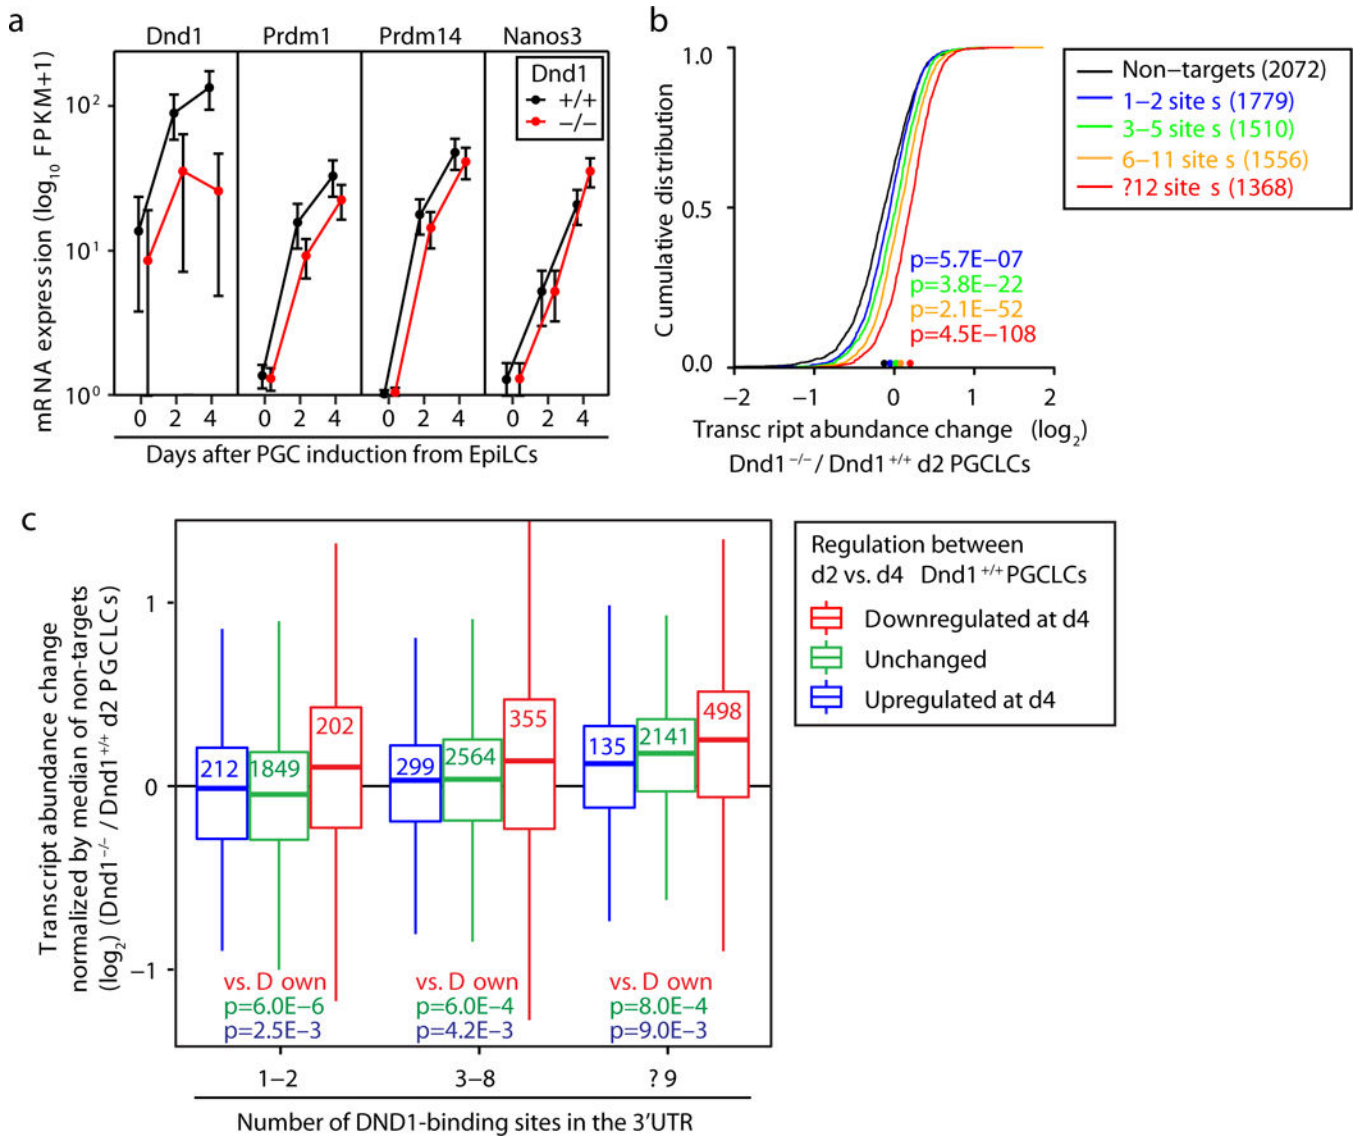 a
Dnd1 Prdm1 Prdm14 Nanos3
mRNA expression (log10 FPKM+1)
10²
10¹
10⁰
Dnd1
+/+
−/−
0 2 4 0 2 4 0 2 4 0 2 4
Days after PGC induction from EpiLCs
b
Cumulative distribution
1.0
0.5
0.0
p=5.7E−07
p=3.8E−22
p=2.1E−52
p=4.5E−108
−2 −1 0 1 2
Transc ript abundance change (log2)
Dnd1−/− / Dnd1+/+ d2 PGCLCs
Non−targets (2072)
1−2 site s (1779)
3−5 site s (1510)
6−11 site s (1556)
?12 site s (1368)
c
Transcript abundance change
normalized by median of non-targets
(log2) (Dnd1−/− / Dnd1+/+ d2 PGCLCs)
1
0
−1
212 1849 202
299 2564 355
135 2141 498
vs. D own
p=6.0E−6
p=2.5E−3
vs. D own
p=6.0E−4
p=4.2E−3
vs. D own
p=8.0E−4
p=9.0E−3
1−2 3−8 ? 9
Number of DND1-binding sites in the 3'UTR
Regulation between
d2 vs. d4 Dnd1+/+ PGCLCs
Downregulated at d4
Unchanged
Upregulated at d4